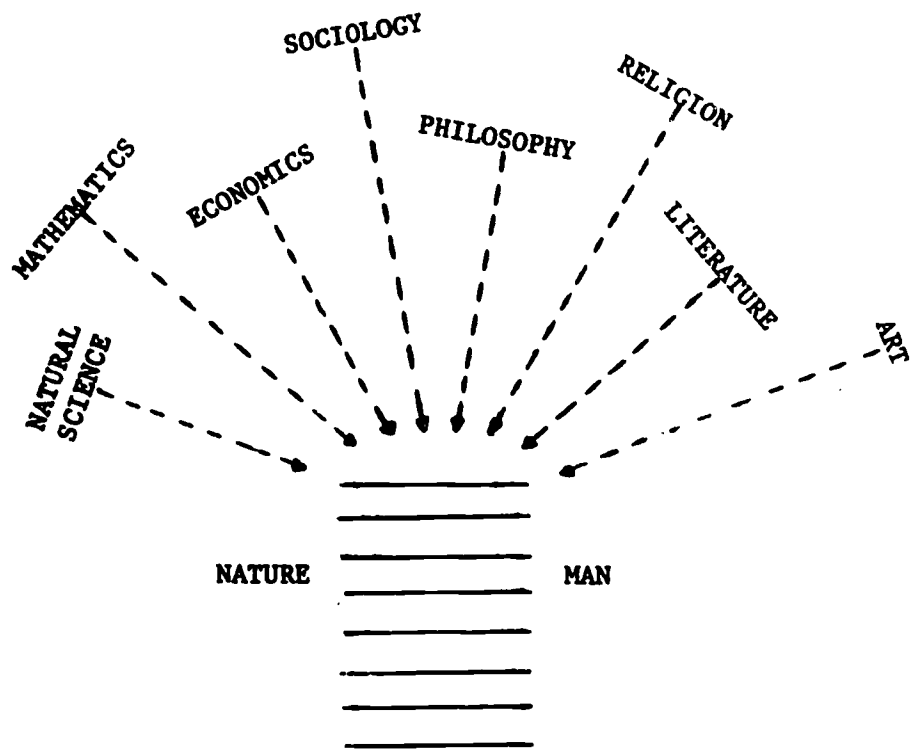 SOCIOLOGY
RELIGION
PHILOSOPHY
ECONOMICS
MATHEMATICS
LITERATURE
NATURAL
SCIENCE
ART
NATURE
MAN